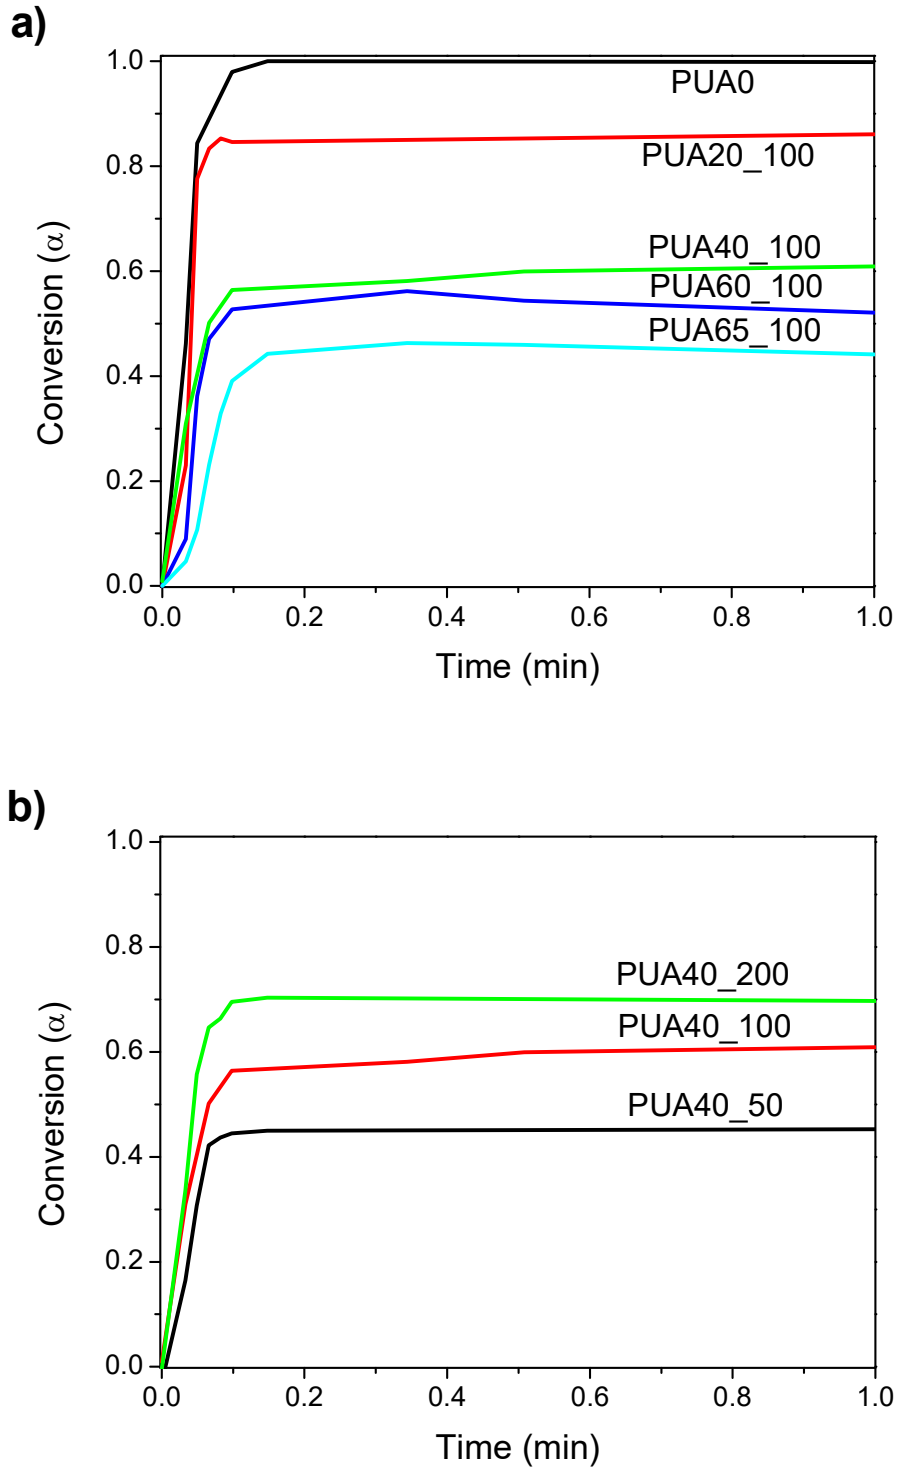 a)
1.0
0.8
0.6
0.4
0.2
0.0
Conversion (α)
PUA0
PUA20_100
PUA40_100
PUA60_100
PUA65_100
0.0 0.2 0.4 0.6 0.8 1.0
Time (min)
b)
1.0
0.8
0.6
0.4
0.2
0.0
Conversion (α)
PUA40_200
PUA40_100
PUA40_50
0.0 0.2 0.4 0.6 0.8 1.0
Time (min)